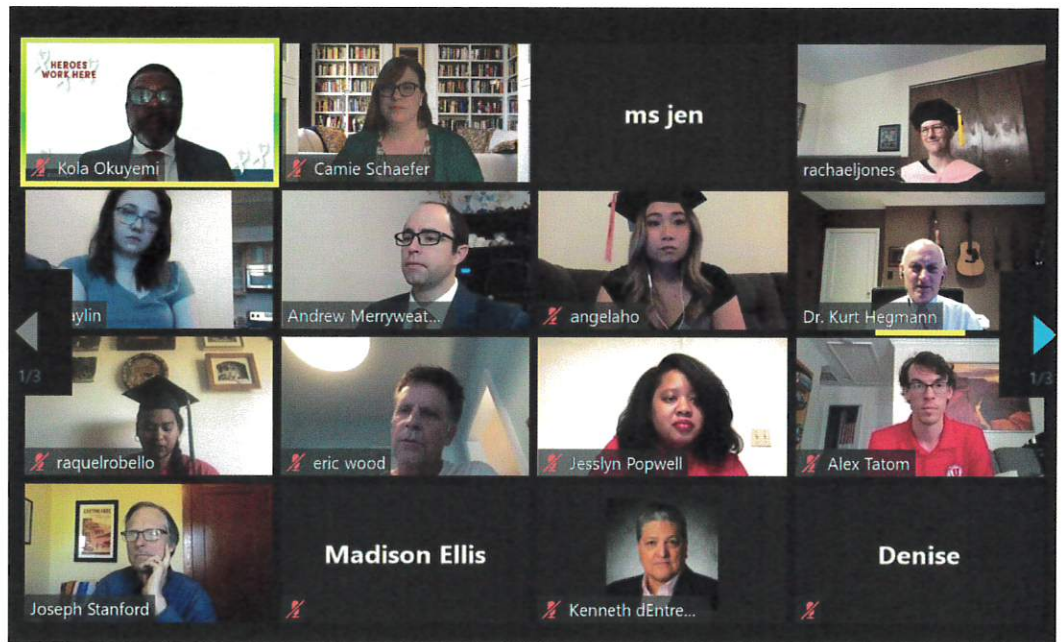 HEROES
WORK HERE
Kola Okuyemi
Camie Schaefer
ms jen
rachaeljones
aylin
Andrew Merryweat...
angelaho
Dr. Kurt Hegmann
1/3
1/3
raquelrobello
eric wood
Jesslyn Popwell
Alex Tatom
Joseph Stanford
Madison Ellis
Kenneth dEntre...
Denise